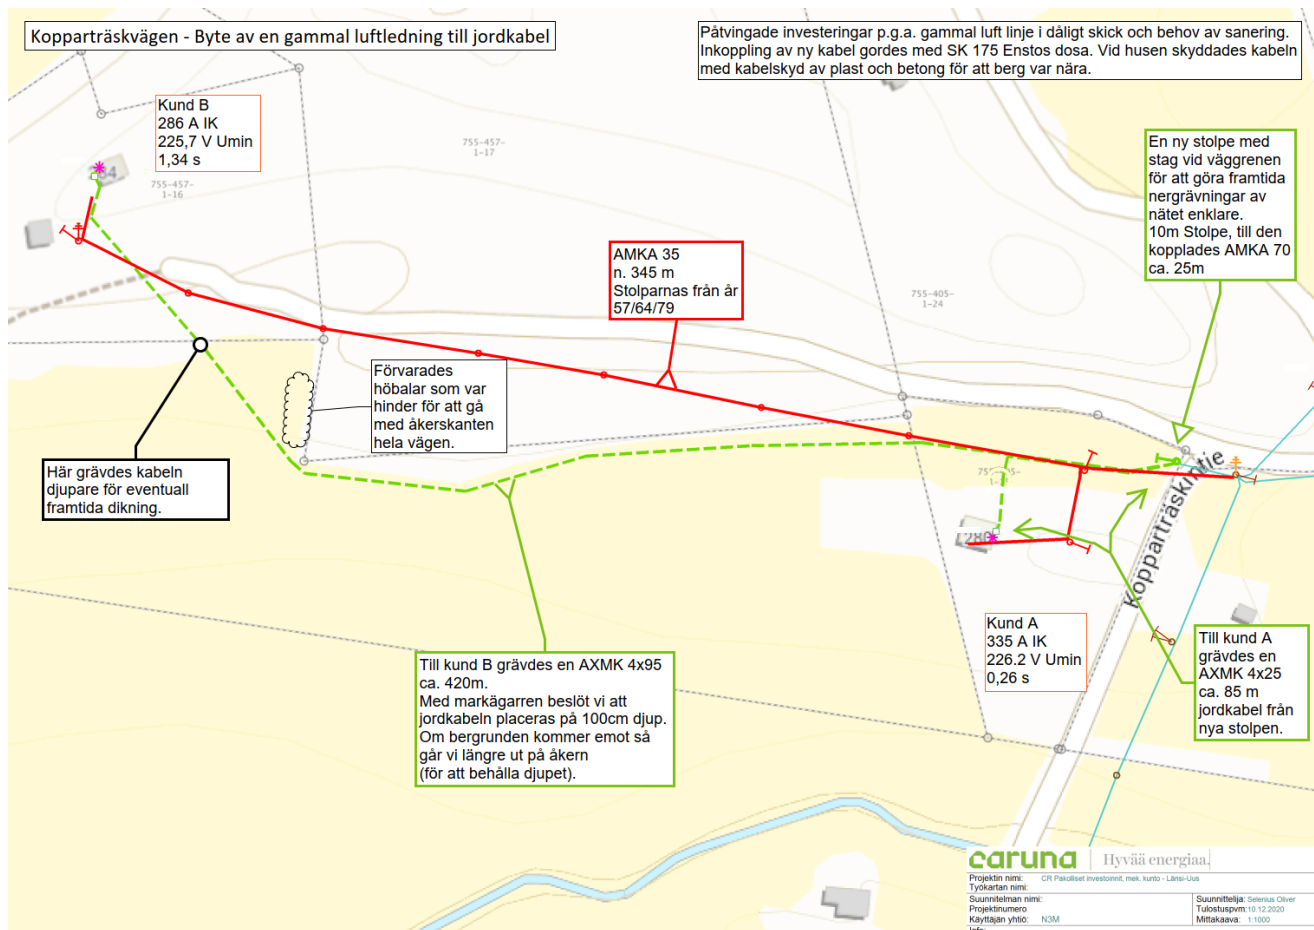 Kopparträskvägen - Byte av en gammal luftledning till jordkabel
Påtvingade investeringar p.g.a. gammal luft linje i dåligt skick och behov av sanering.
Inkoppling av ny kabel gordes med SK 175 Enstos dosa. Vid husen skyddades kabeln
med kabelskyd av plast och betong för att berg var nära.
Kund B
286 A IK
225,7 V Umin
1,34 s
755-457-
1-17
755-457-
1-16
En ny stolpe med
stag vid väggrenen
för att göra framtida
nergrävningar av
nätet enklare.
10m Stolpe, till den
kopplades AMKA 70
ca. 25m
AMKA 35
n. 345 m
Stolparnas från år
57/64/79
755-405-
1-24
Förvarades
höbalar som var
hinder för att gå
med åkerskanten
hela vägen.
Här grävdes kabeln
djupare för eventuall
framtida dikning.
Kopparträskintie
Kund A
335 A IK
226.2 V Umin
0,26 s
Till kund A
grävdes en
AXMK 4x25
ca. 85 m
jordkabel från
nya stolpen.
Till kund B grävdes en AXMK 4x95
ca. 420m.
Med markägarren beslöt vi att
jordkabeln placeras på 100cm djup.
Om bergrunden kommer emot så
går vi längre ut på åkern
(för att behålla djupet).
caruna Hyvää energiaa.
Projektin nimi: CR Pakolliset investoinnit, mek. kunto - Länsi-Uus
Työkartan nimi:
Suunnitelman nimi:
Projektinumero
Käyttäjän yhtiö: N3M
Suunnittelija: Selenius Oliver
Tulostuspvm: 10.12.2020
Mittakaava: 1:1000
Info: